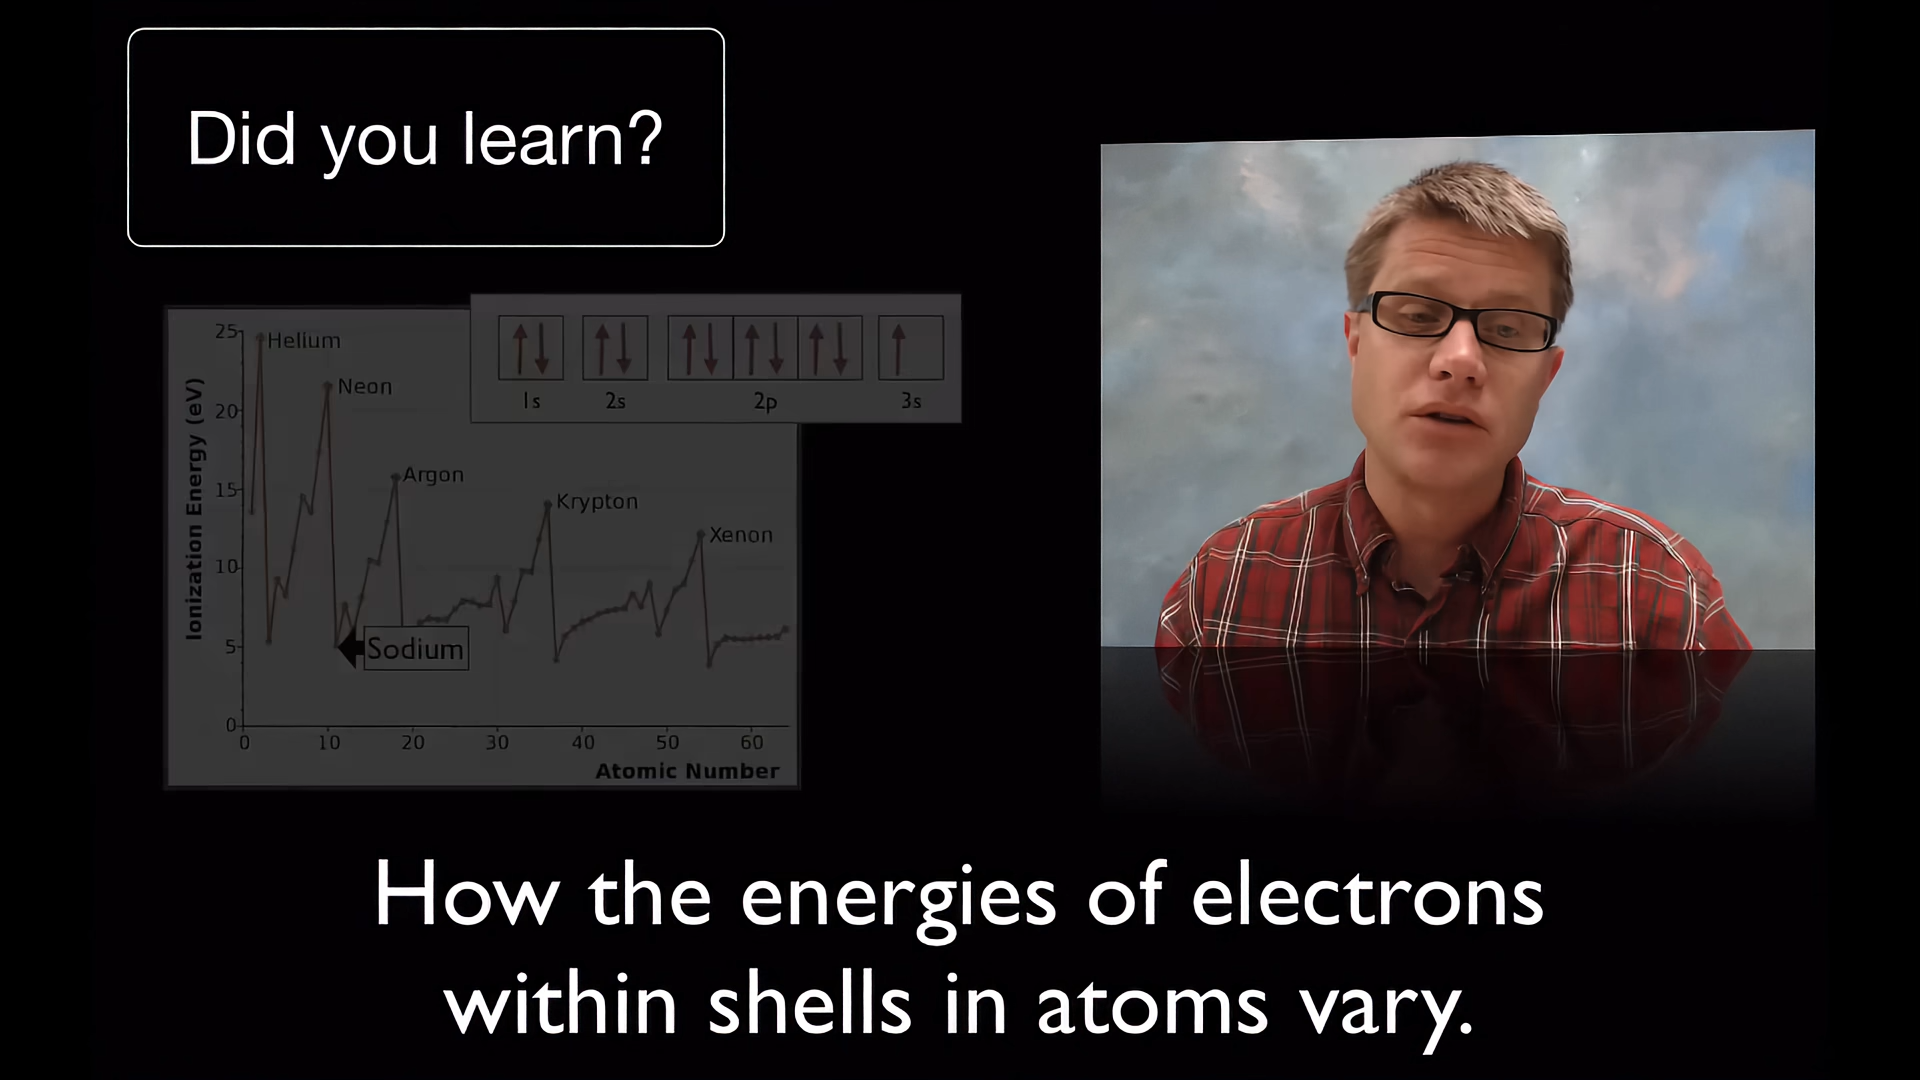 Did you learn?
1s 2s 2p 3s
25
Helium
Neon
20
Argon
15
Krypton
Xenon
10
Sodium
5
0
0 10 20 30 40 50 60
Atomic Number
Ionization Energy (eV)
How the energies of electrons
within shells in atoms vary.